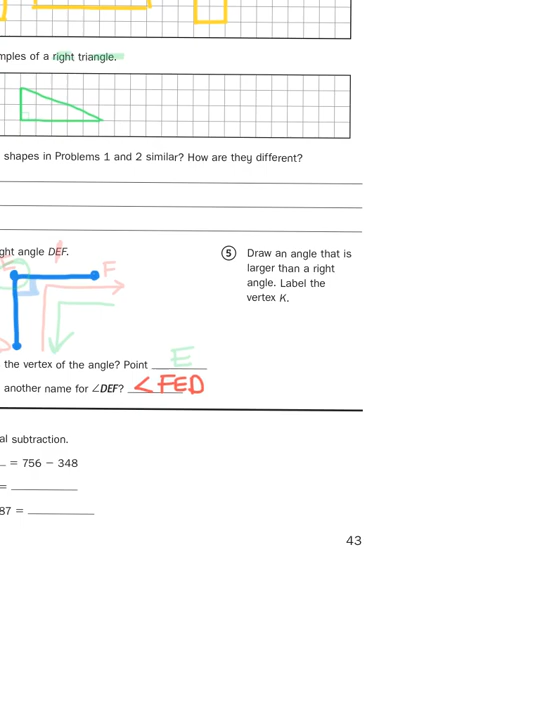 mples of a right triangle.
shapes in Problems 1 and 2 similar? How are they different?
ght angle DEF.
F
5 Draw an angle that is
larger than a right
angle. Label the
vertex K.
the vertex of the angle? Point E
another name for ∠DEF? <FED
al subtraction.
= 756 − 348
=
87 =
43